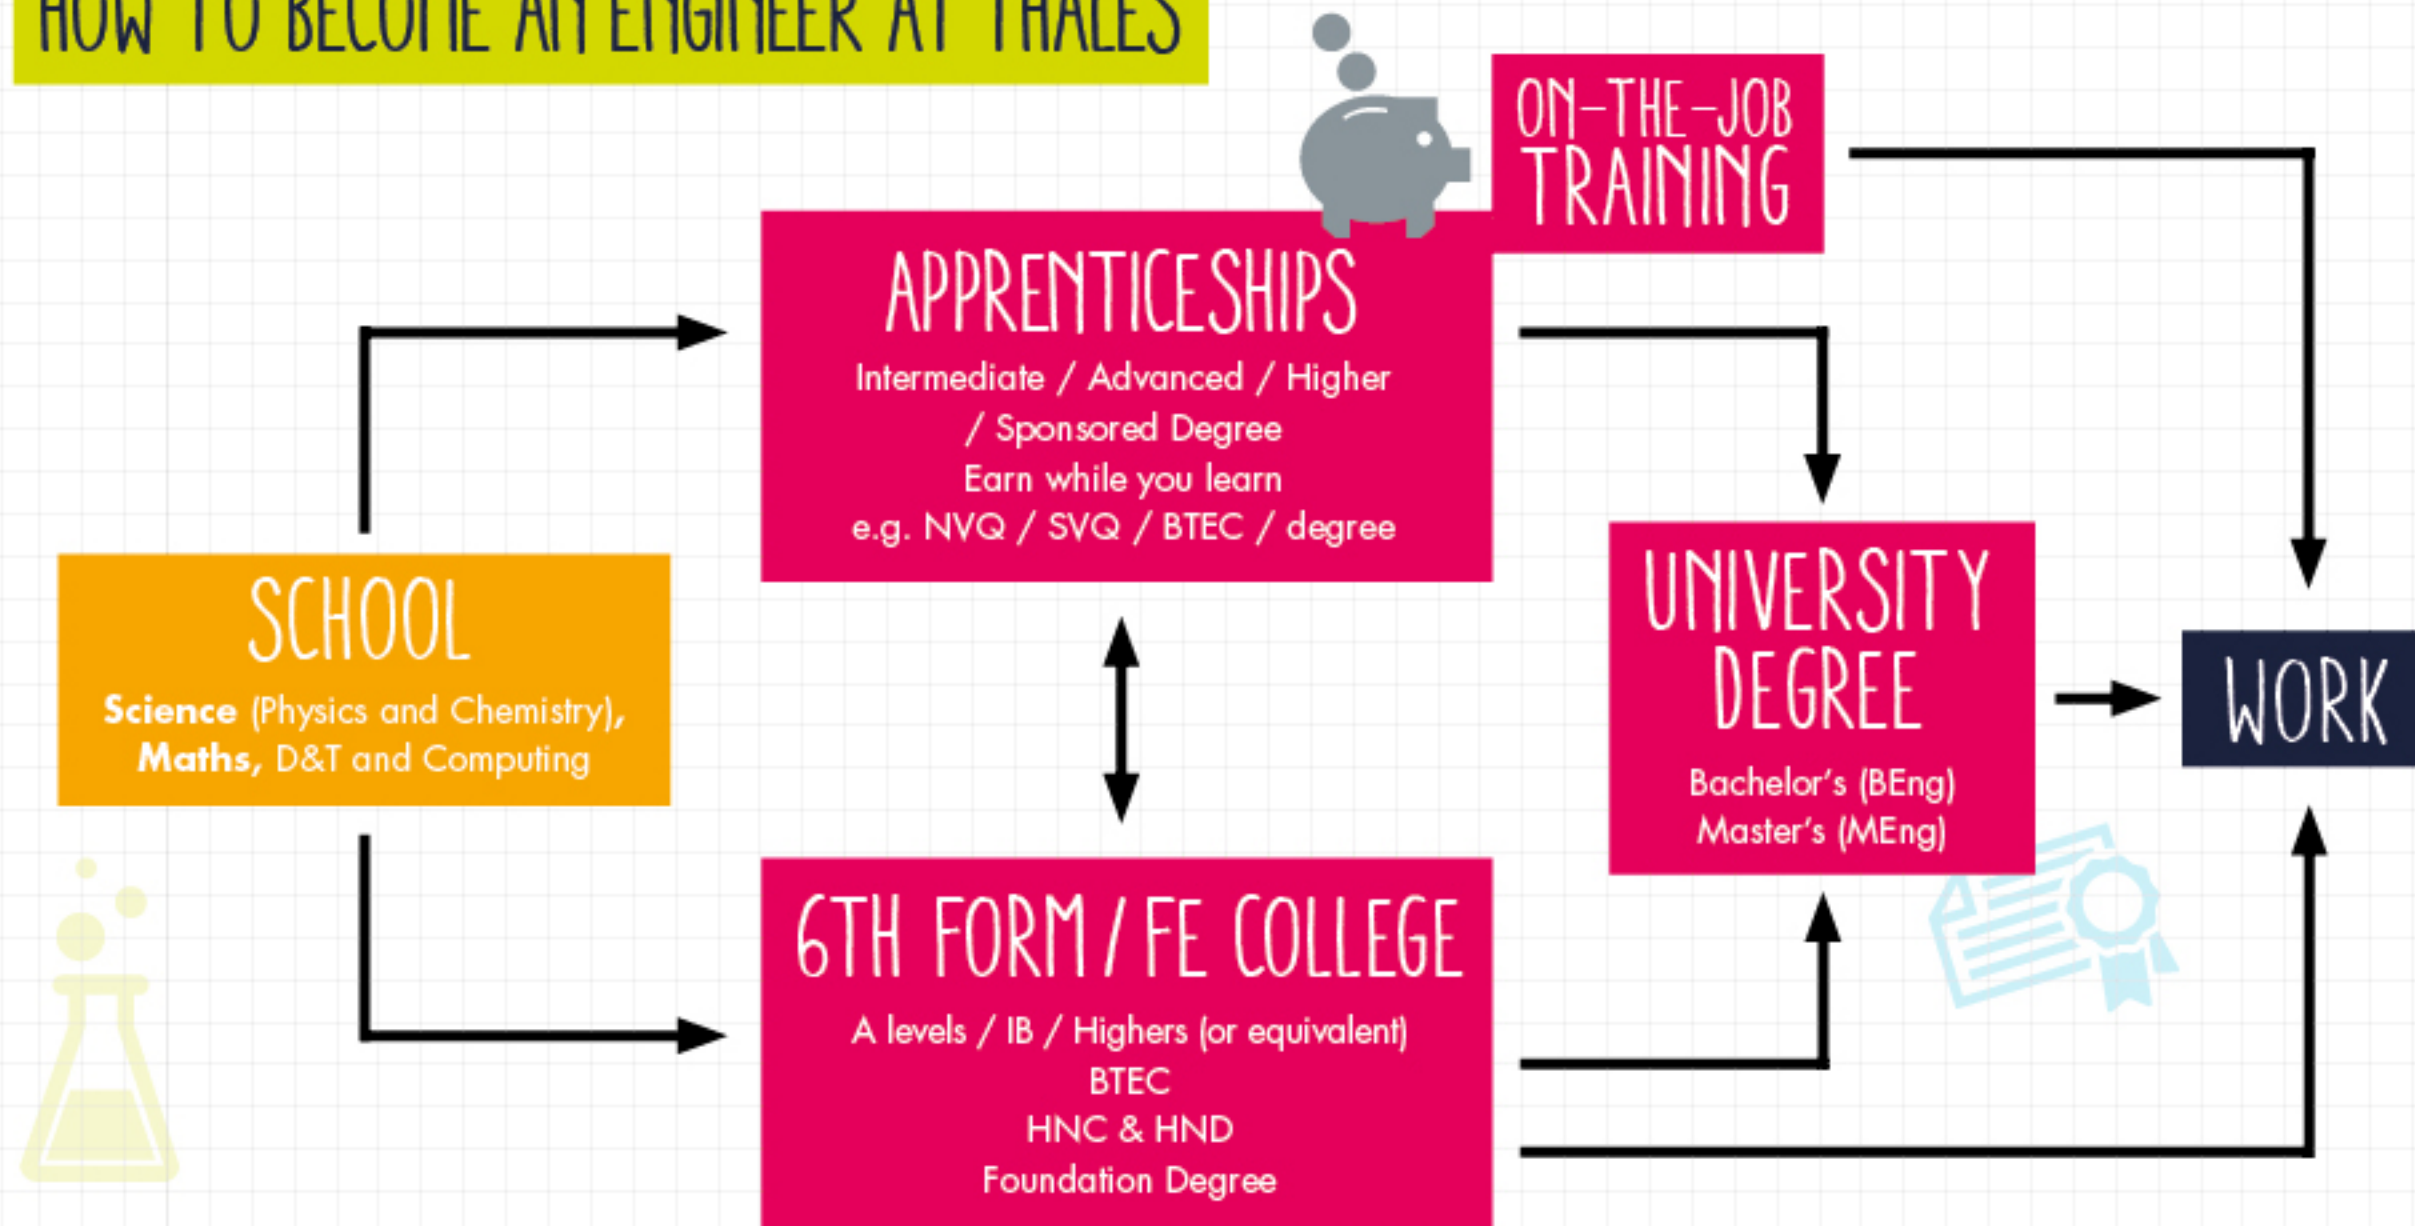 HOW TO BECOME AN ENGINEER AT THALES
ON-THE-JOB
TRAINING
APPRENTICESHIPS
Intermediate / Advanced / Higher
/ Sponsored Degree
Earn while you learn
e.g. NVQ / SVQ / BTEC / degree
SCHOOL
Science (Physics and Chemistry),
Maths, D&T and Computing
UNIVERSITY
DEGREE
Bachelor's (BEng)
Master's (MEng)
WORK
6TH FORM / FE COLLEGE
A levels / IB / Highers (or equivalent)
BTEC
HNC & HND
Foundation Degree